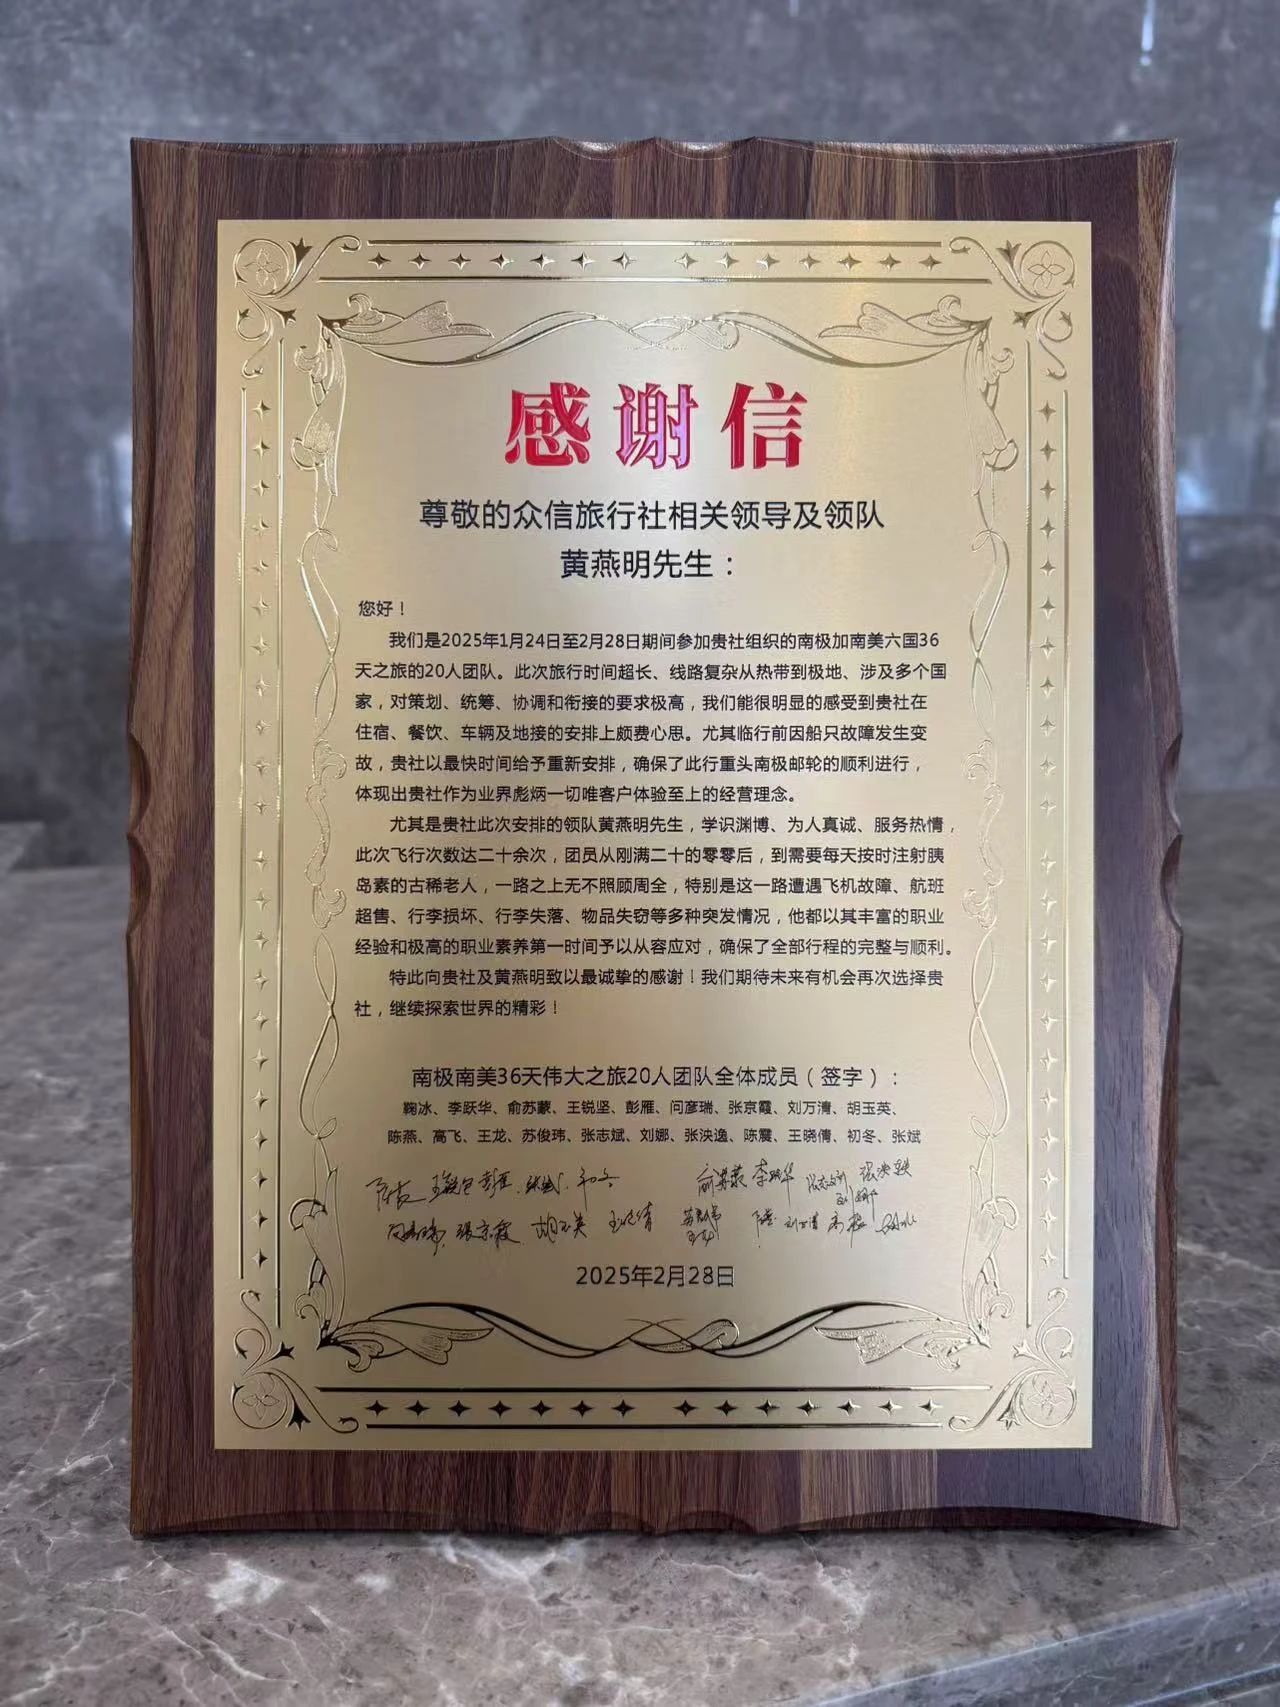 感谢信
尊敬的众信旅行社相关领导及领队
黄燕明先生：
您好！
我们是2025年1月24日至2月28日期间参加贵社组织的南极加南美六国36
天之旅的20人团队。此次旅行时间超长、线路复杂从热带到极地、涉及多个国
家，对策划、统筹、协调和衔接的要求极高，我们能很明显的感受到贵社在
住宿、餐饮、车辆及地接的安排上颇费心思。尤其临行前因船只故障发生变
故，贵社以最快时间给予重新安排，确保了此行重头南极邮轮的顺利进行，
体现出贵社作为业界彪炳一切唯客户体验至上的经营理念。
尤其是贵社此次安排的领队黄燕明先生，学识渊博、为人真诚、服务热情，
此次飞行次数达二十余次，团员从刚满二十的零零后，到需要每天按时注射胰
岛素的古稀老人，一路之上无不照顾周全，特别是这一路遭遇飞机故障、航班
超售、行李损坏、行李失落、物品失窃等多种突发情况，他都以其丰富的职业
经验和极高的职业素养第一时间予以从容应对，确保了全部行程的完整与顺利。
特此向贵社及黄燕明致以最诚挚的感谢！我们期待未来有机会再次选择贵
社，继续探索世界的精彩！
南极南美36天伟大之旅20人团队全体成员（签字）：
鞠冰、李跃华、俞苏蒙、王锐坚、彭雁、问彦瑞、张京霞、刘万清、胡玉英、
陈燕、高飞、王龙、苏俊玮、张志斌、刘娜、张泱逸、陈震、王晓倩、初冬、张斌
2025年2月28日